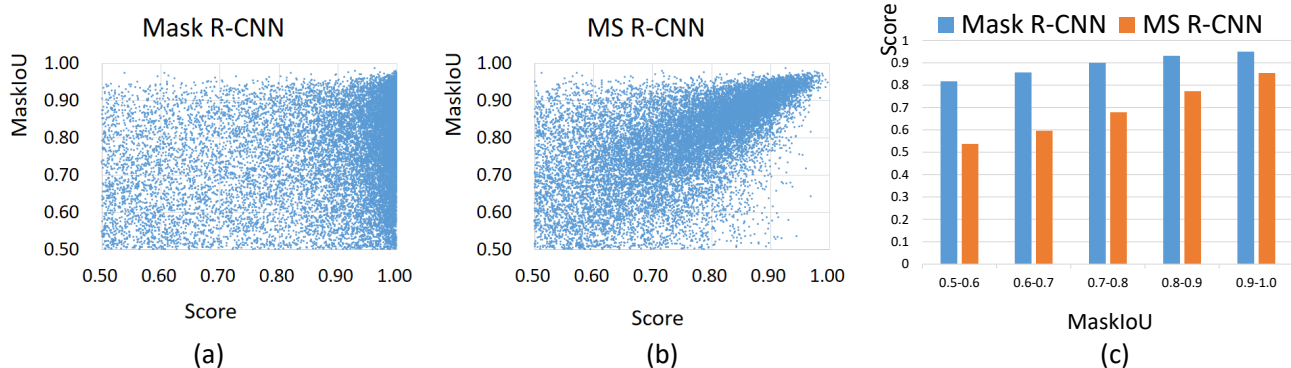 Mask R-CNN
MaskIoU
1.00
0.90
0.80
0.70
0.60
0.50
0.50 0.60 0.70 0.80 0.90 1.00
Score
(a)
MS R-CNN
MaskIoU
1.00
0.90
0.80
0.70
0.60
0.50
0.50 0.60 0.70 0.80 0.90 1.00
Score
(b)
Mask R-CNN MS R-CNN
Score
1
0.9
0.8
0.7
0.6
0.5
0.4
0.3
0.2
0.1
0
0.5-0.6 0.6-0.7 0.7-0.8 0.8-0.9 0.9-1.0
MaskIoU
(c)